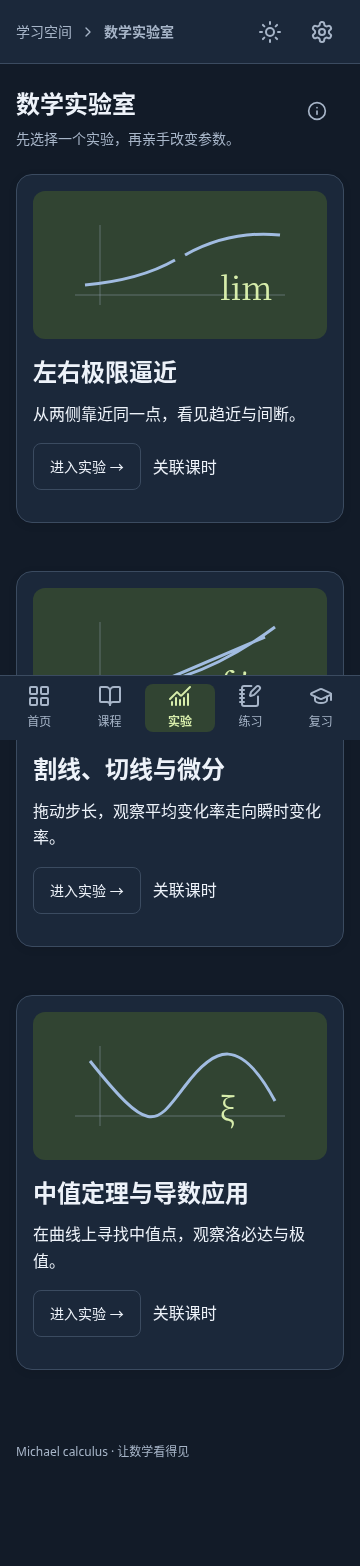 学习空间 > 数学实验室
数学实验室
先选择一个实验，再亲手改变参数。
lim
左右极限逼近
从两侧靠近同一点，看见趋近与间断。
进入实验 → 关联课时
首页 课程 实验 练习 复习
割线、切线与微分
拖动步长，观察平均变化率走向瞬时变化
率。
进入实验 → 关联课时
ξ
中值定理与导数应用
在曲线上寻找中值点，观察洛必达与极
值。
进入实验 → 关联课时
Michael calculus · 让数学看得见